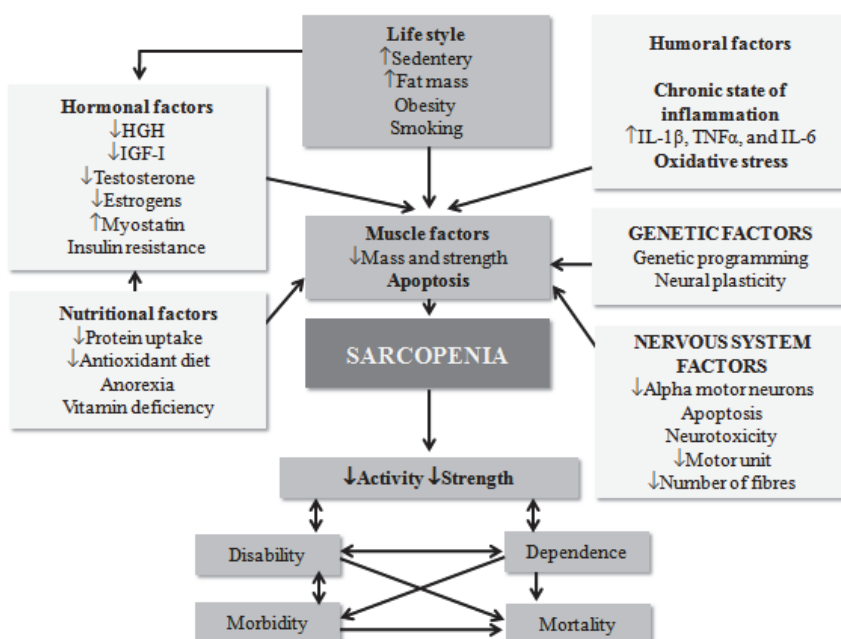 Life style
↑Sedentery
↑Fat mass
Obesity
Smoking
Humoral factors
Chronic state of
inflammation
↑IL-1β, TNFα, and IL-6
Oxidative stress
Hormonal factors
↓HGH
↓IGF-I
↓Testosterone
↓Estrogens
↑Myostatin
Insulin resistance
Muscle factors
↓Mass and strength
Apoptosis
GENETIC FACTORS
Genetic programming
Neural plasticity
Nutritional factors
↓Protein uptake
↓Antioxidant diet
Anorexia
Vitamin deficiency
SARCOPENIA
NERVOUS SYSTEM
FACTORS
↓Alpha motor neurons
Apoptosis
Neurotoxicity
↓Motor unit
↓Number of fibres
↓Activity ↓Strength
Disability
Dependence
Morbidity
Mortality